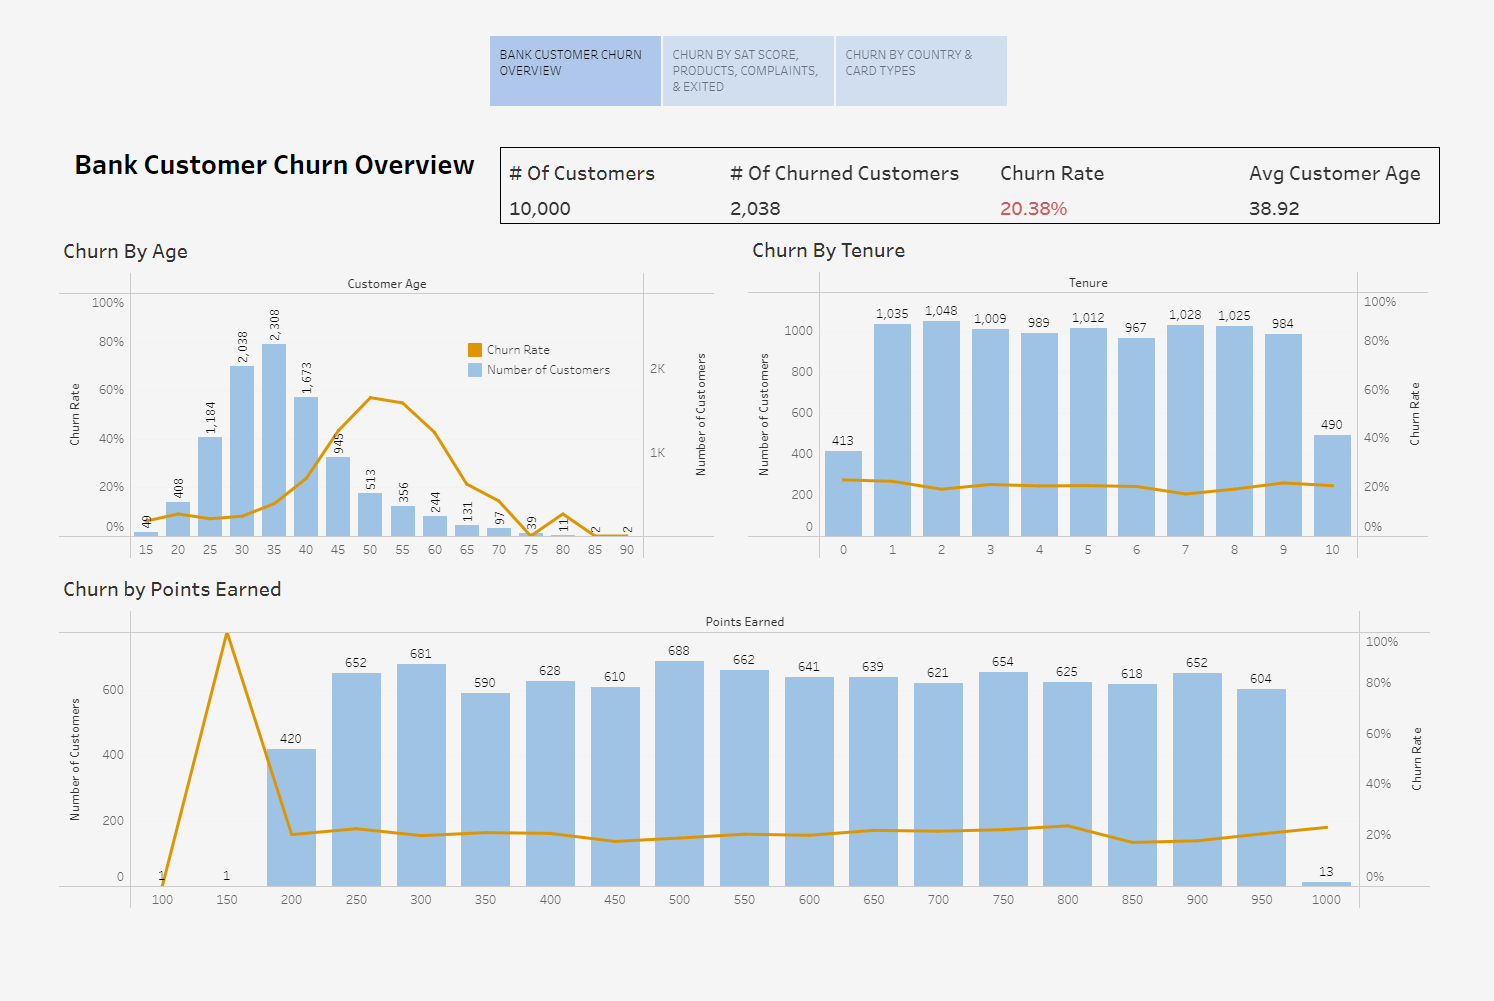 BANK CUSTOMER CHURN
OVERVIEW
CHURN BY SAT SCORE,
PRODUCTS, COMPLAINTS,
& EXITED
CHURN BY COUNTRY &
CARD TYPES
Bank Customer Churn Overview
# Of Customers
10,000
# Of Churned Customers
2,038
Churn Rate
20.38%
Avg Customer Age
38.92
Churn By Age
Customer Age
Churn Rate
100%
80%
60%
40%
20%
0%
49
408
1,184
2,038
2,308
1,673
945
513
356
244
131
97
39
11
2
2
Churn Rate
Number of Customers
2K
1K
Number of Customers
15 20 25 30 35 40 45 50 55 60 65 70 75 80 85 90
Churn By Tenure
Tenure
Number of Customers
1000
800
600
400
200
0
413
1,035
1,048
1,009
989
1,012
967
1,028
1,025
984
490
100%
80%
60%
40%
20%
0%
Churn Rate
0 1 2 3 4 5 6 7 8 9 10
Churn by Points Earned
Points Earned
Number of Customers
600
400
200
0
1
1
420
652
681
590
628
610
688
662
641
639
621
654
625
618
652
604
13
100%
80%
60%
40%
20%
0%
Churn Rate
100 150 200 250 300 350 400 450 500 550 600 650 700 750 800 850 900 950 1000